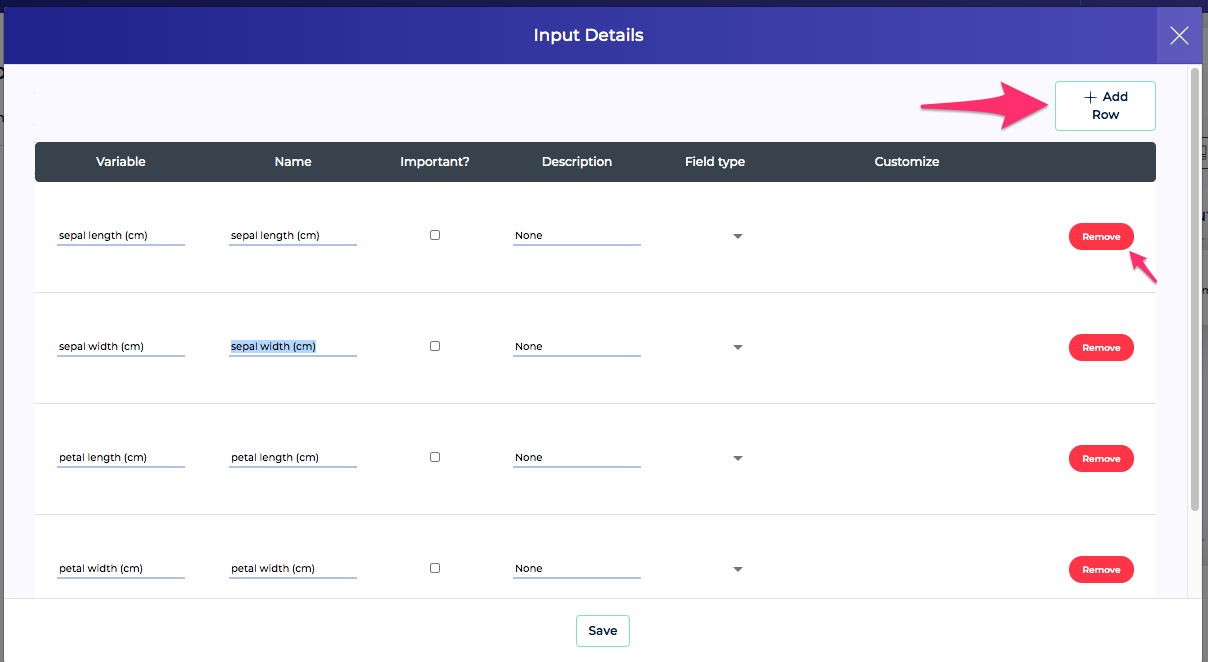 Input Details
+ Add
Row
Variable Name Important? Description Field type Customize
sepal length (cm) sepal length (cm) None Remove
sepal width (cm) sepal width (cm) None Remove
petal length (cm) petal length (cm) None Remove
petal width (cm) petal width (cm) None Remove
Save